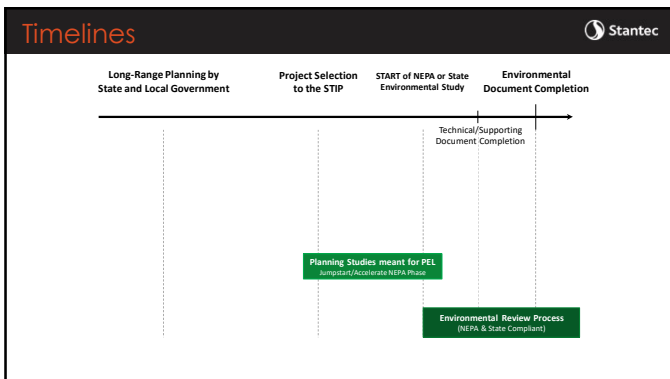 Timelines
Stantec
Long-Range Planning by
State and Local Government
Project Selection
to the STIP
START of NEPA or State
Environmental Study
Environmental
Document Completion
Technical/Supporting
Document Completion
Planning Studies meant for PEL
Jumpstart/Accelerate NEPA Phase
Environmental Review Process
(NEPA & State Compliant)